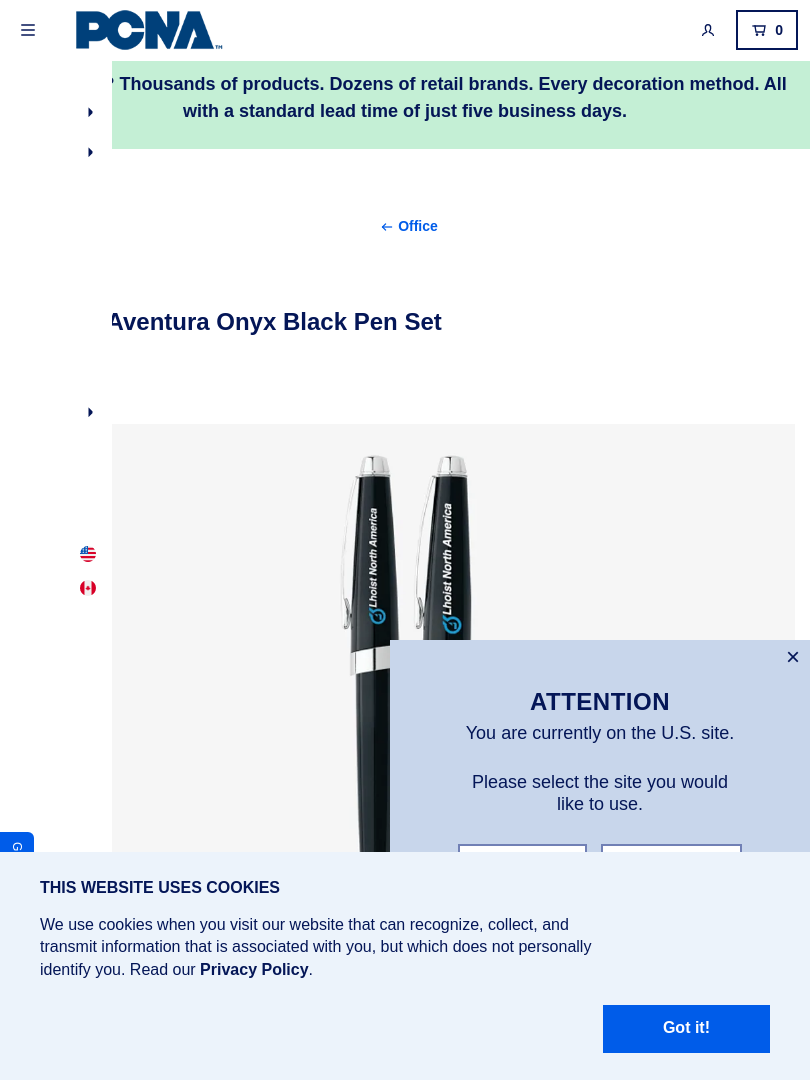 PCNA™
0
? Thousands of products. Dozens of retail brands. Every decoration method. All
with a standard lead time of just five business days.
← Office
Aventura Onyx Black Pen Set
Lhoist North America
Lhoist North America
ATTENTION
You are currently on the U.S. site.
Please select the site you would
like to use.
G
THIS WEBSITE USES COOKIES
We use cookies when you visit our website that can recognize, collect, and
transmit information that is associated with you, but which does not personally
identify you. Read our Privacy Policy.
Got it!